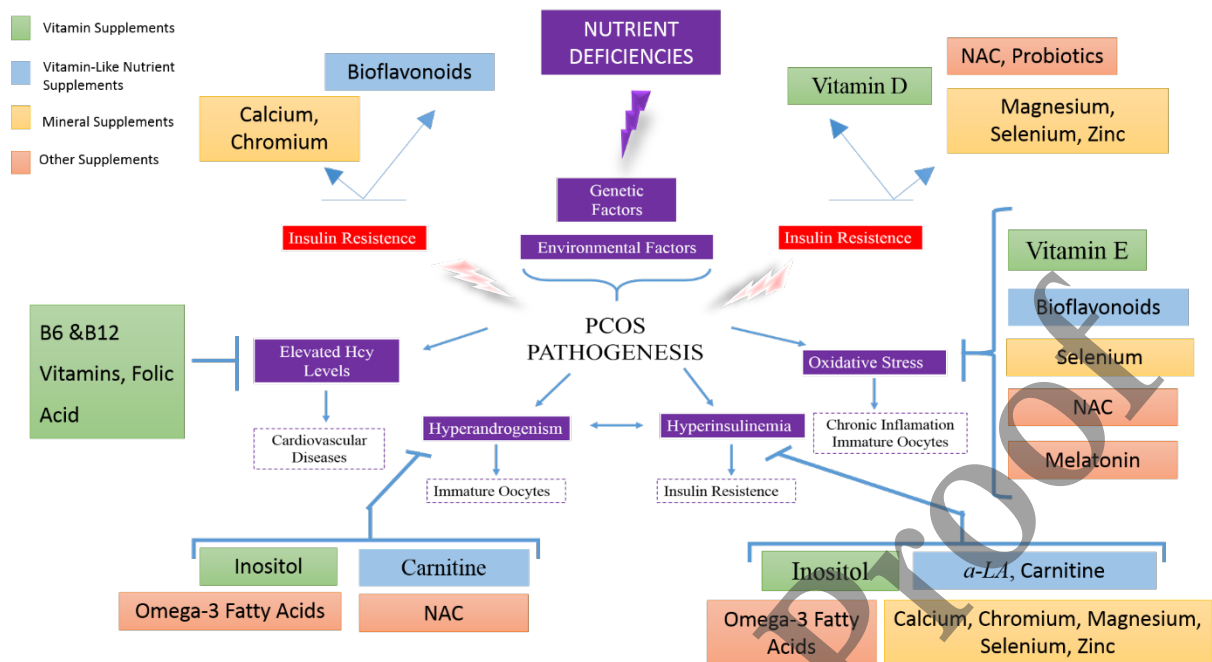 Vitamin Supplements
Vitamin-Like Nutrient
Supplements
Mineral Supplements
Other Supplements
Bioflavonoids
Calcium,
Chromium
Insulin Resistence
NUTRIENT
DEFICIENCIES
Genetic
Factors
Environmental Factors
Vitamin D
NAC, Probiotics
Magnesium,
Selenium, Zinc
Insulin Resistence
PCOS
PATHOGENESIS
B6 &B12
Vitamins, Folic
Acid
Elevated Hcy
Levels
Cardiovascular
Diseases
Hyperandrogenism
Immature Oocytes
Hyperinsulinemia
Insulin Resistence
Oxidative Stress
Chronic Inflamation
Immature Oocytes
Vitamin E
Bioflavonoids
Selenium
NAC
Melatonin
Inositol
Carnitine
Omega-3 Fatty Acids
NAC
Inositol
a-LA, Carnitine
Omega-3 Fatty
Acids
Calcium, Chromium, Magnesium,
Selenium, Zinc
Proof